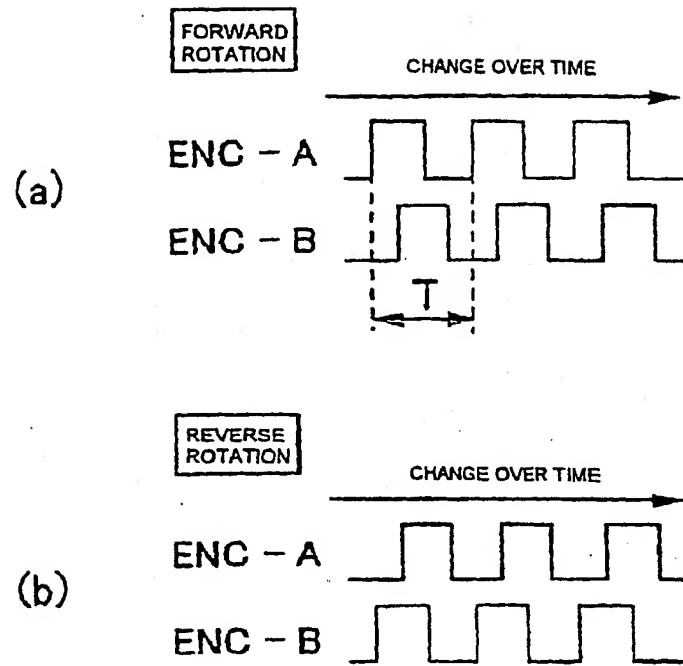 FORWARD
ROTATION
CHANGE OVER TIME
(a)
ENC - A
ENC - B
T
REVERSE
ROTATION
CHANGE OVER TIME
(b)
ENC - A
ENC - B